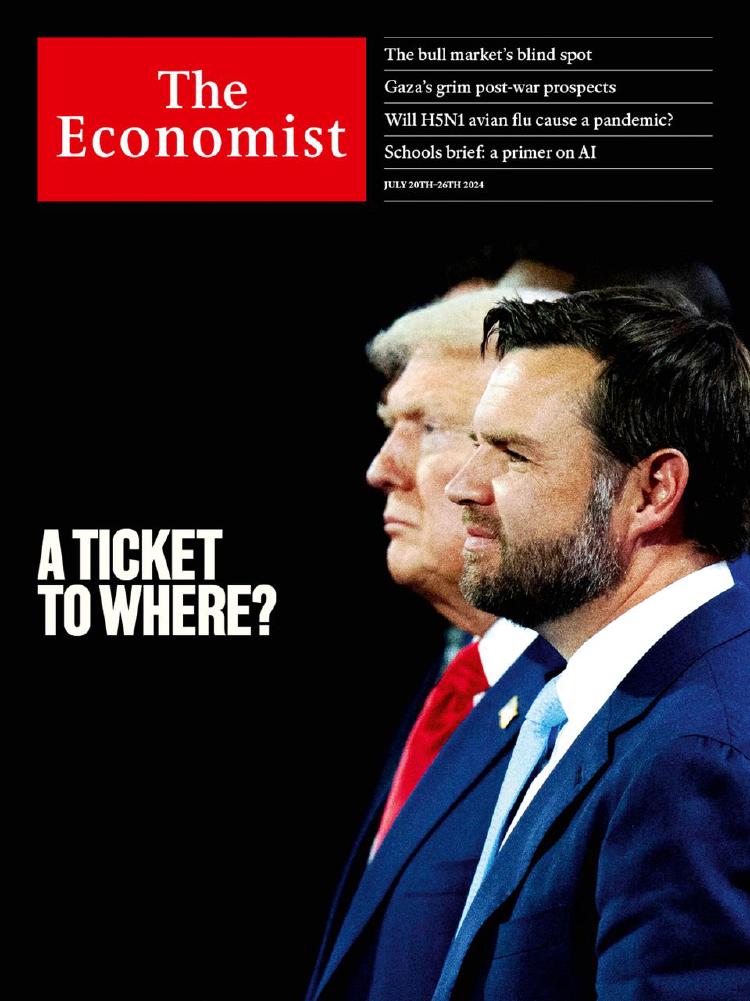 The
Economist
The bull market's blind spot
Gaza's grim post-war prospects
Will H5N1 avian flu cause a pandemic?
Schools brief: a primer on AI
JULY 20TH–26TH 2024
A TICKET
TO WHERE?